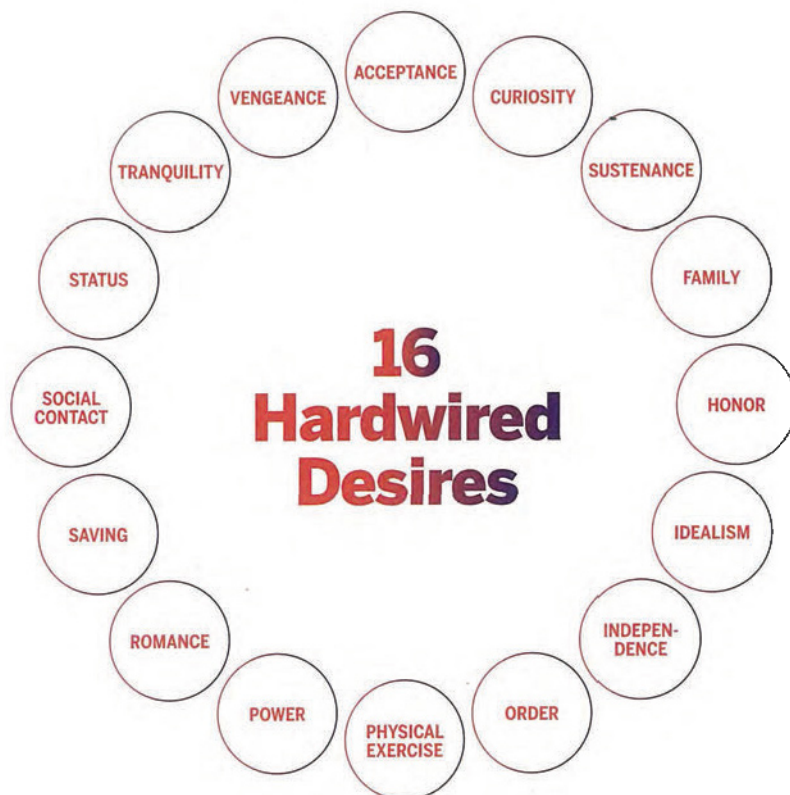 ACCEPTANCE
CURIOSITY
SUSTENANCE
FAMILY
HONOR
IDEALISM
INDEPEN-
DENCE
ORDER
PHYSICAL
EXERCISE
POWER
ROMANCE
SAVING
SOCIAL
CONTACT
STATUS
TRANQUILITY
VENGEANCE
16
Hardwired
Desires